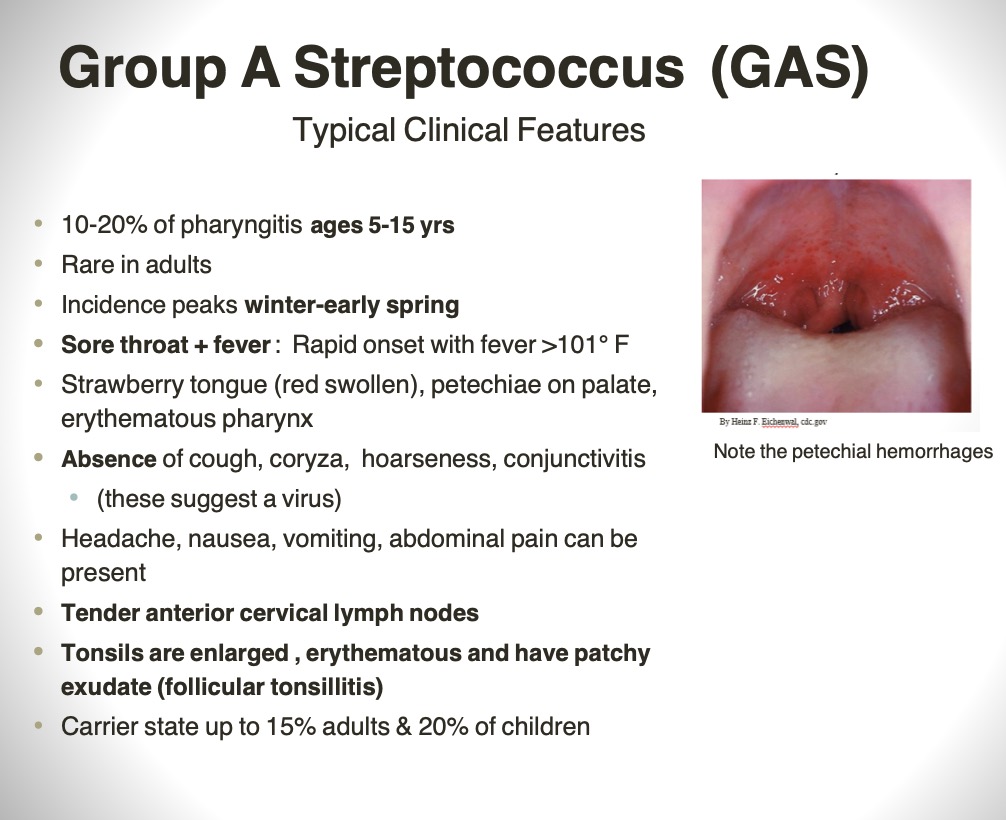 Group A Streptococcus (GAS)
Typical Clinical Features
10-20% of pharyngitis ages 5-15 yrs
Rare in adults
Incidence peaks winter-early spring
Sore throat + fever : Rapid onset with fever >101° F
Strawberry tongue (red swollen), petechiae on palate,
erythematous pharynx
Absence of cough, coryza, hoarseness, conjunctivitis
(these suggest a virus)
Headache, nausea, vomiting, abdominal pain can be
present
Tender anterior cervical lymph nodes
Tonsils are enlarged , erythematous and have patchy
exudate (follicular tonsillitis)
Carrier state up to 15% adults & 20% of children
By Heinz F. Eichenwal, cdc.gov
Note the petechial hemorrhages